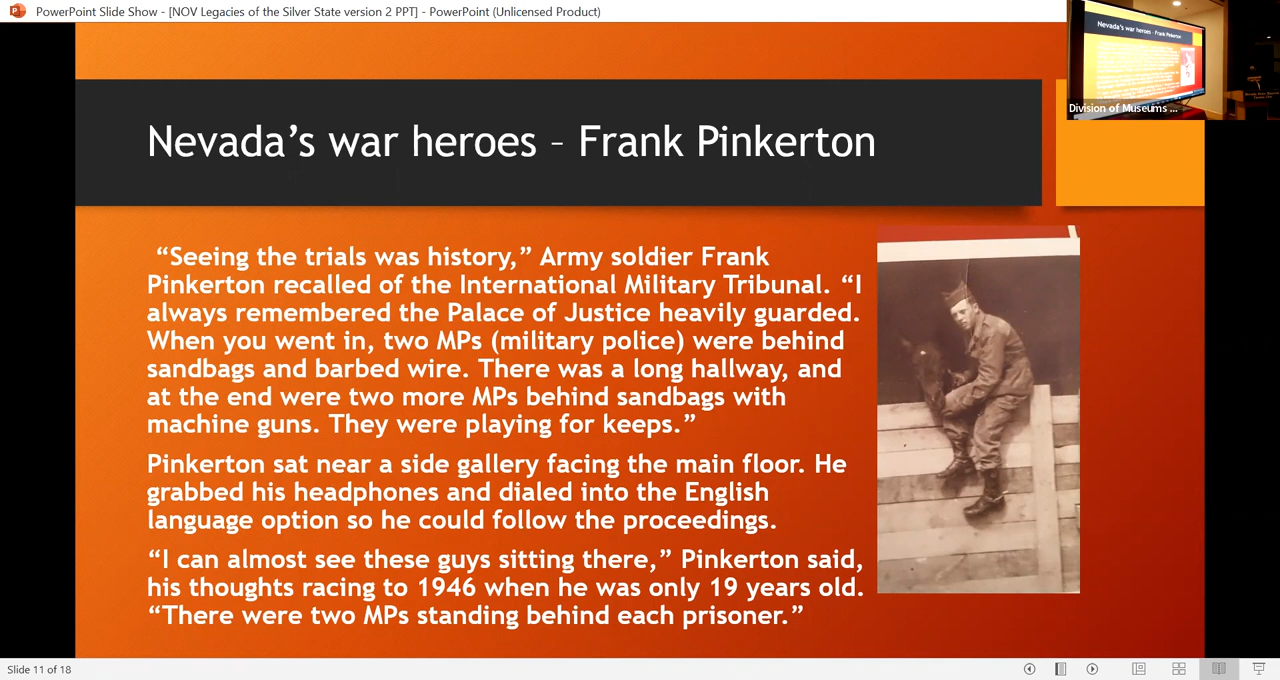 PowerPoint Slide Show - [NOV Legacies of the Silver State version 2 PPT] - PowerPoint (Unlicensed Product)
Nevada's war heroes – Frank Pinkerton
Division of Museums ...
Nevada’s war heroes – Frank Pinkerton
“Seeing the trials was history,” Army soldier Frank
Pinkerton recalled of the International Military Tribunal. “I
always remembered the Palace of Justice heavily guarded.
When you went in, two MPs (military police) were behind
sandbags and barbed wire. There was a long hallway, and
at the end were two more MPs behind sandbags with
machine guns. They were playing for keeps.”
Pinkerton sat near a side gallery facing the main floor. He
grabbed his headphones and dialed into the English
language option so he could follow the proceedings.
“I can almost see these guys sitting there,” Pinkerton said,
his thoughts racing to 1946 when he was only 19 years old.
“There were two MPs standing behind each prisoner.”
Slide 11 of 18